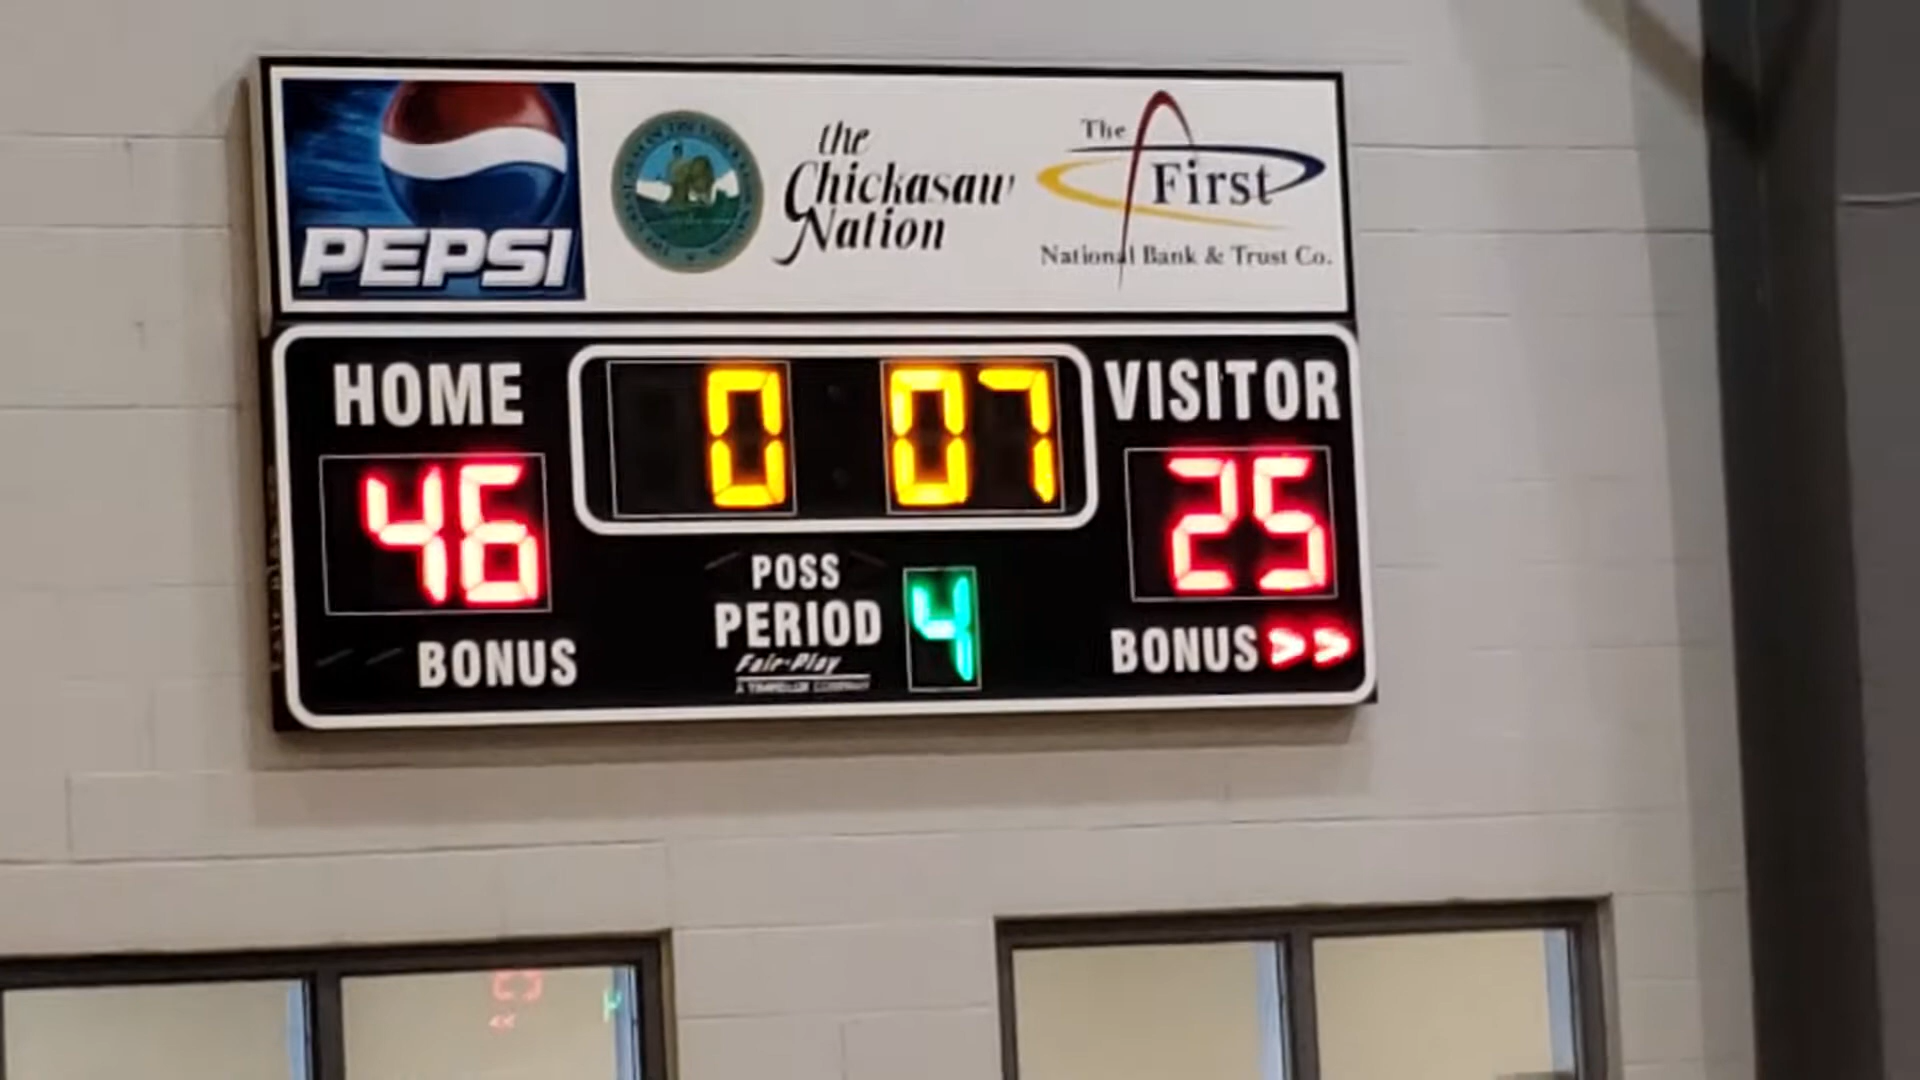 PEPSI
the
Chickasaw
Nation
The
First
National Bank & Trust Co.
HOME
0 07
VISITOR
46
25
POSS
PERIOD
4
BONUS
BONUS >>
Fair-Play